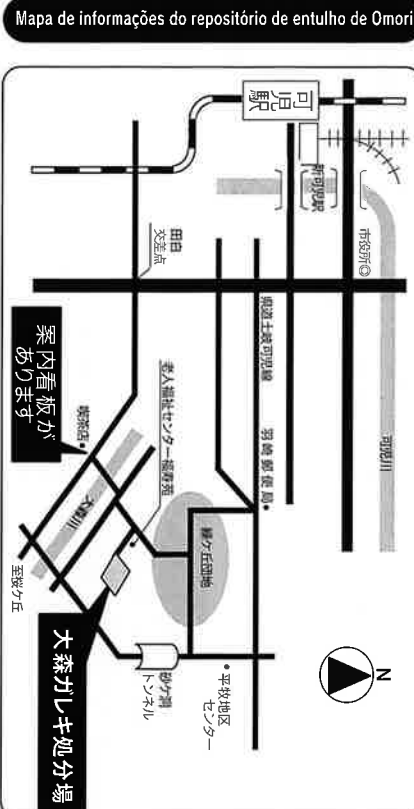 Mapa de informações do repositório de entulho de Omori
可児駅
新可児駅
市役所◎
可児川
田白
交差点
県道土岐可児線
羽崎郵便局
案内看板が
あります
喫茶店
老人福祉センター福寿苑
大森川
緑ケ丘団地
至桜ケ丘
大森ガレキ処分場
砂ケ洞
トンネル
平牧地区
センター
N